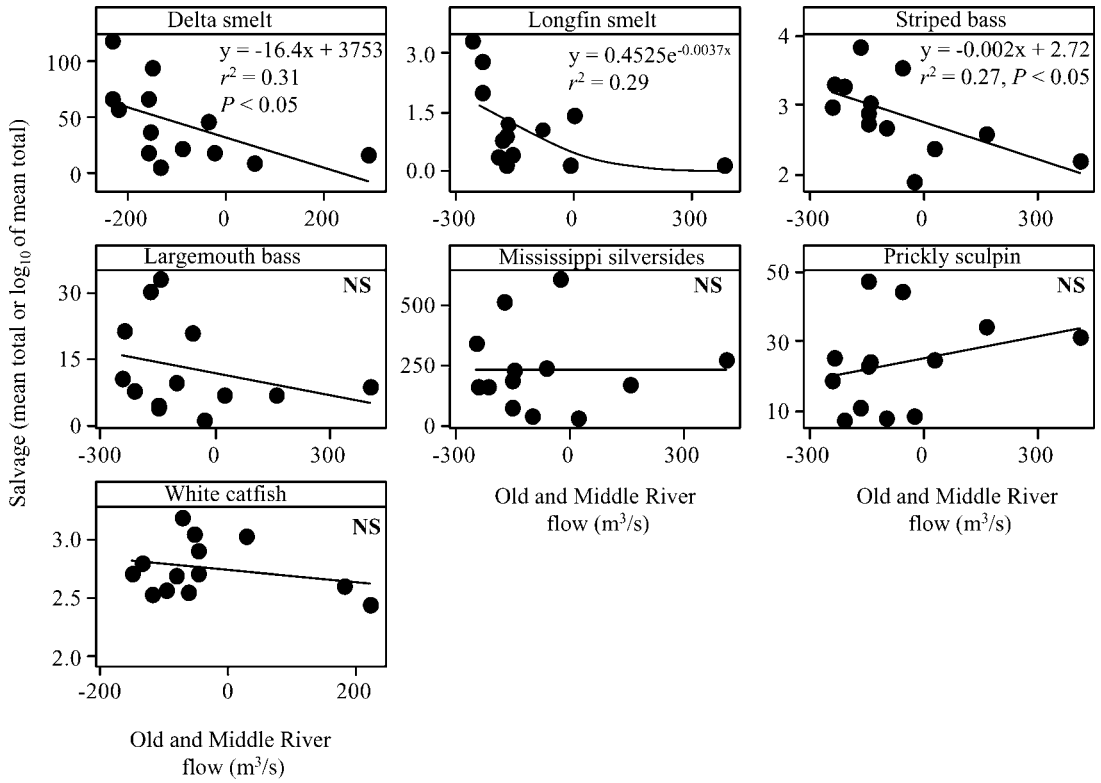 Salvage (mean total or log10 of mean total)
Delta smelt
y = -16.4x + 3753
r² = 0.31
P < 0.05
100
50
0
-200
0
200
Longfin smelt
y = 0.4525e^-0.0037x
r² = 0.29
3.0
1.5
0.0
-300
0
300
Striped bass
y = -0.002x + 2.72
r² = 0.27, P < 0.05
4
3
2
-300
0
300
Largemouth bass
NS
30
15
0
-300
0
300
Mississippi silversides
NS
500
250
0
-300
0
300
Old and Middle River
flow (m³/s)
Prickly sculpin
NS
50
30
10
-300
0
300
Old and Middle River
flow (m³/s)
White catfish
NS
3.0
2.5
2.0
-200
0
200
Old and Middle River
flow (m³/s)